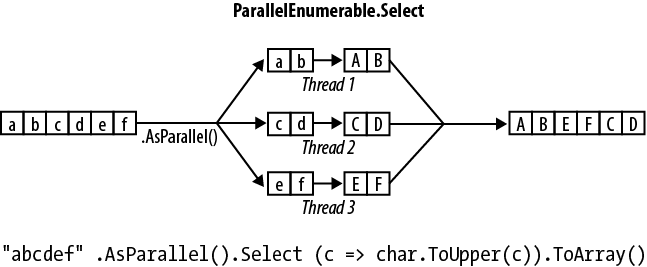 ParallelEnumerable.Select
a b A B
Thread 1
a b c d e f .AsParallel() c d C D A B E F C D
Thread 2
e f E F
Thread 3
"abcdef" .AsParallel().Select (c => char.ToUpper(c)).ToArray()